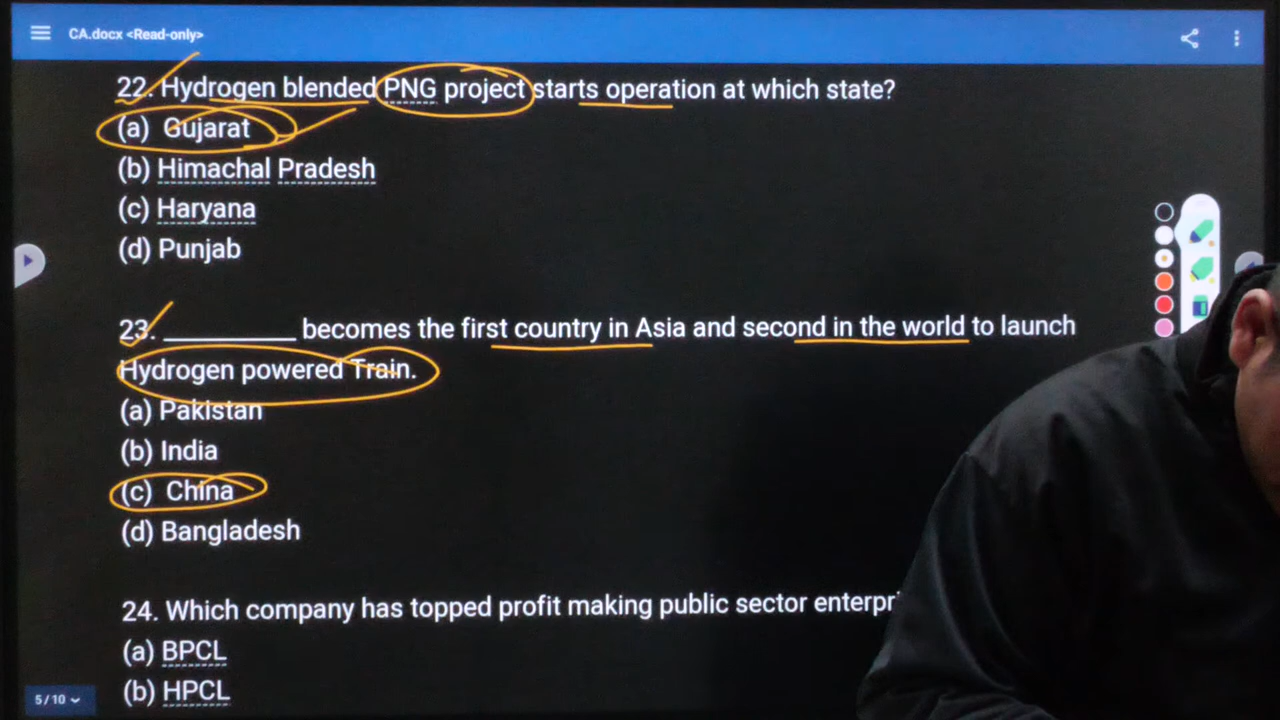 CA.docx <Read-only>
22. Hydrogen blended PNG project starts operation at which state?
(a) Gujarat
(b) Himachal Pradesh
(c) Haryana
(d) Punjab
23. __________ becomes the first country in Asia and second in the world to launch
Hydrogen powered Train.
(a) Pakistan
(b) India
(c) China
(d) Bangladesh
24. Which company has topped profit making public sector enterpr
(a) BPCL
(b) HPCL
5/10